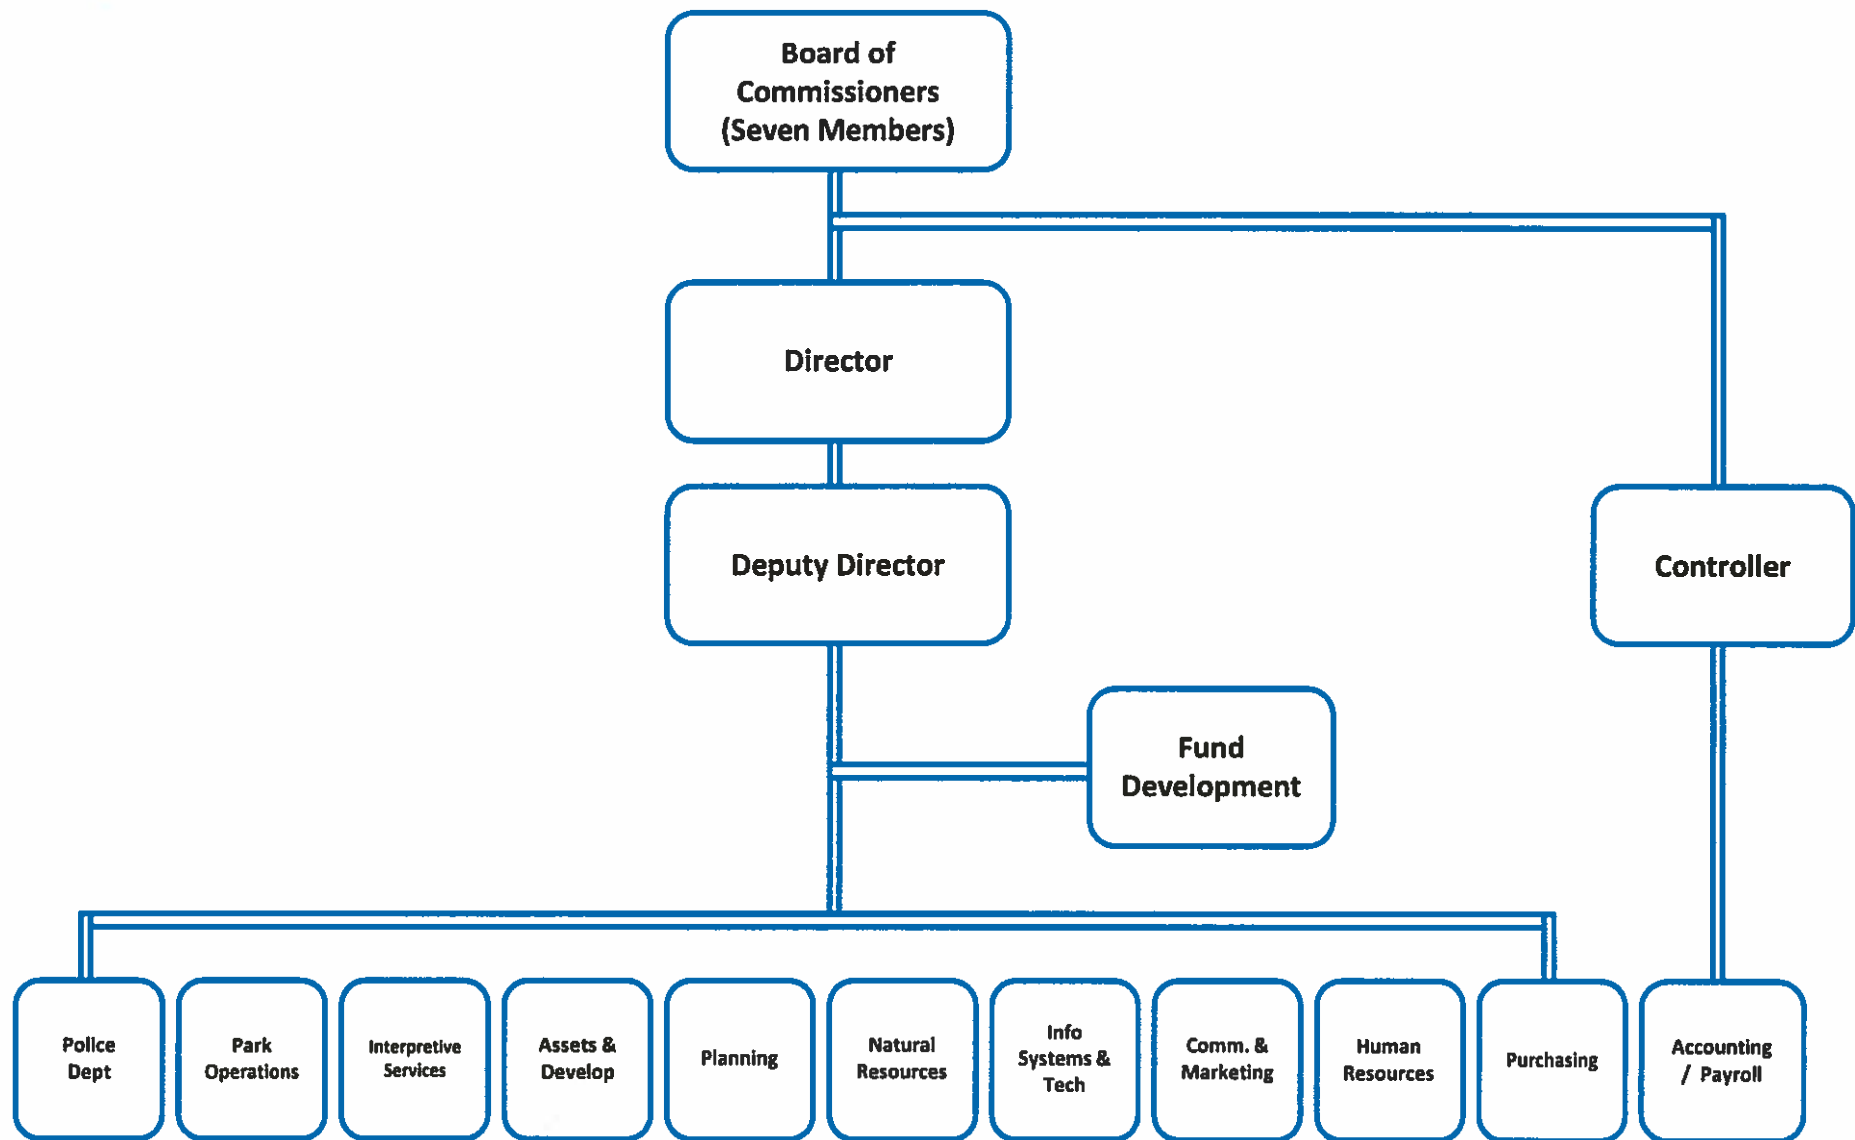 Board of
Commissioners
(Seven Members)
Director
Deputy Director
Controller
Fund
Development
Police
Dept
Park
Operations
Interpretive
Services
Assets &
Develop
Planning
Natural
Resources
Info
Systems &
Tech
Comm. &
Marketing
Human
Resources
Purchasing
Accounting
/ Payroll